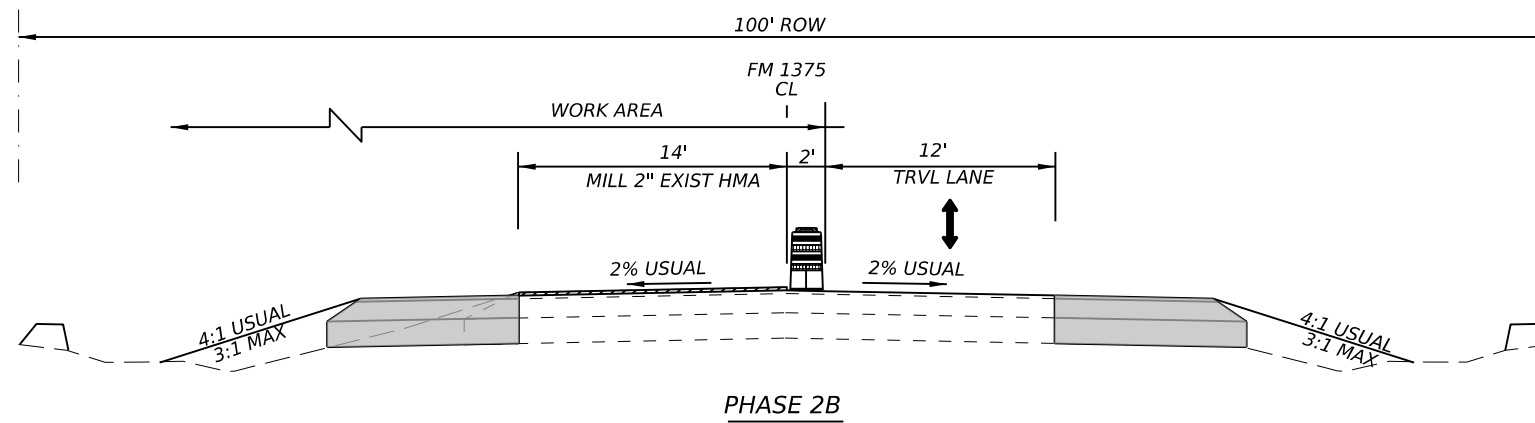 100' ROW
FM 1375
CL
WORK AREA
14'
2'
12'
MILL 2" EXIST HMA
TRVL LANE
2% USUAL
2% USUAL
4:1 USUAL
3:1 MAX
4:1 USUAL
3:1 MAX
PHASE 2B